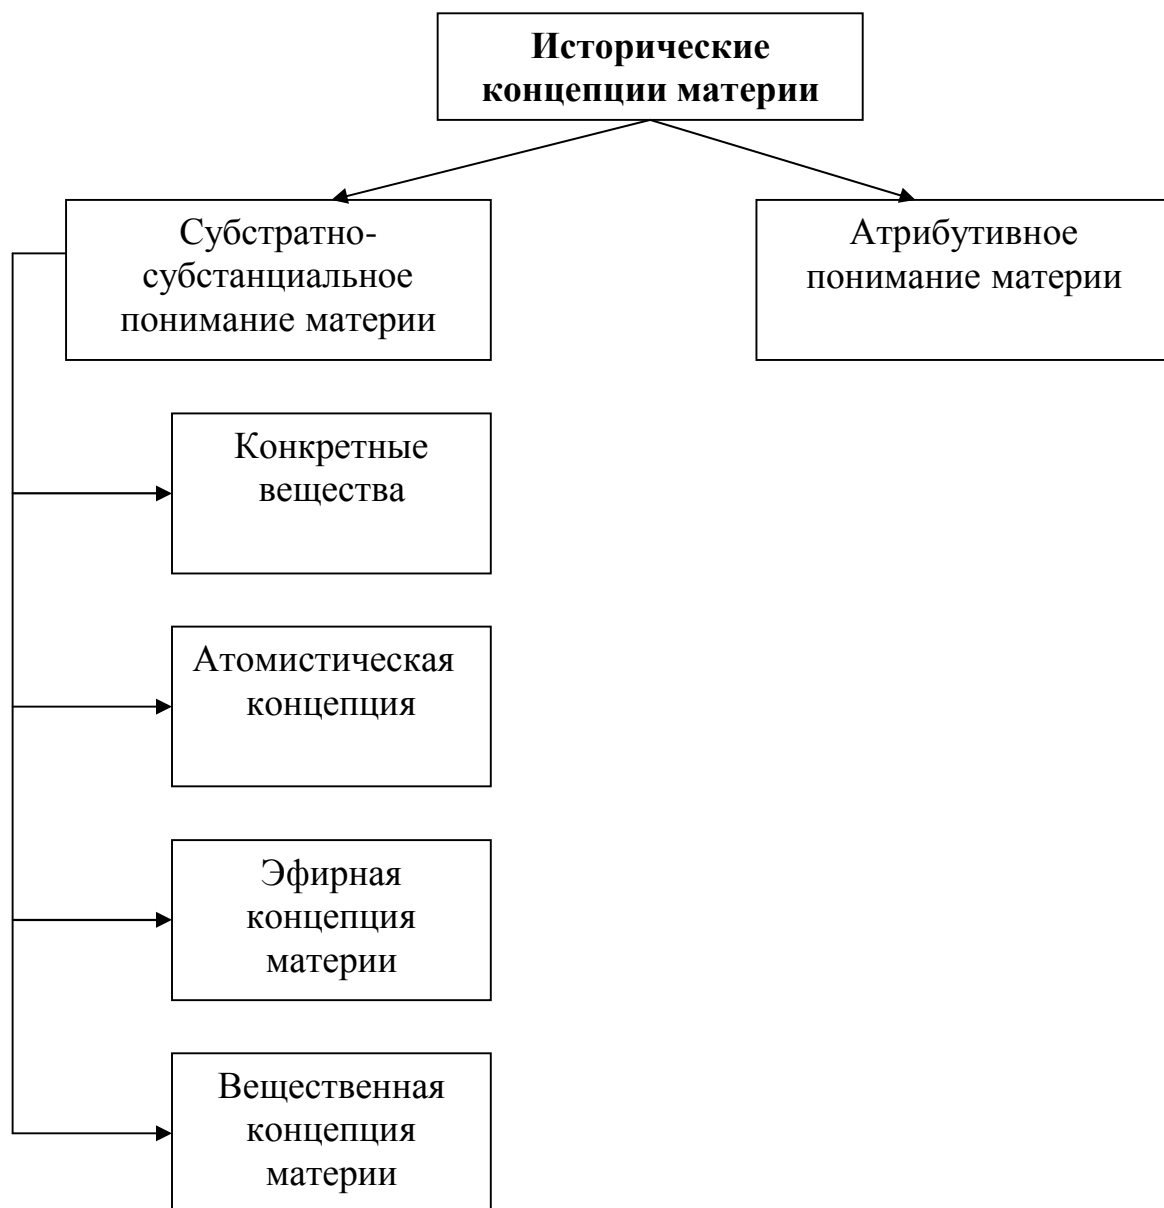 Исторические
концепции материи
Субстратно-
субстанциальное
понимание материи
Атрибутивное
понимание материи
Конкретные
вещества
Атомистическая
концепция
Эфирная
концепция
материи
Вещественная
концепция
материи